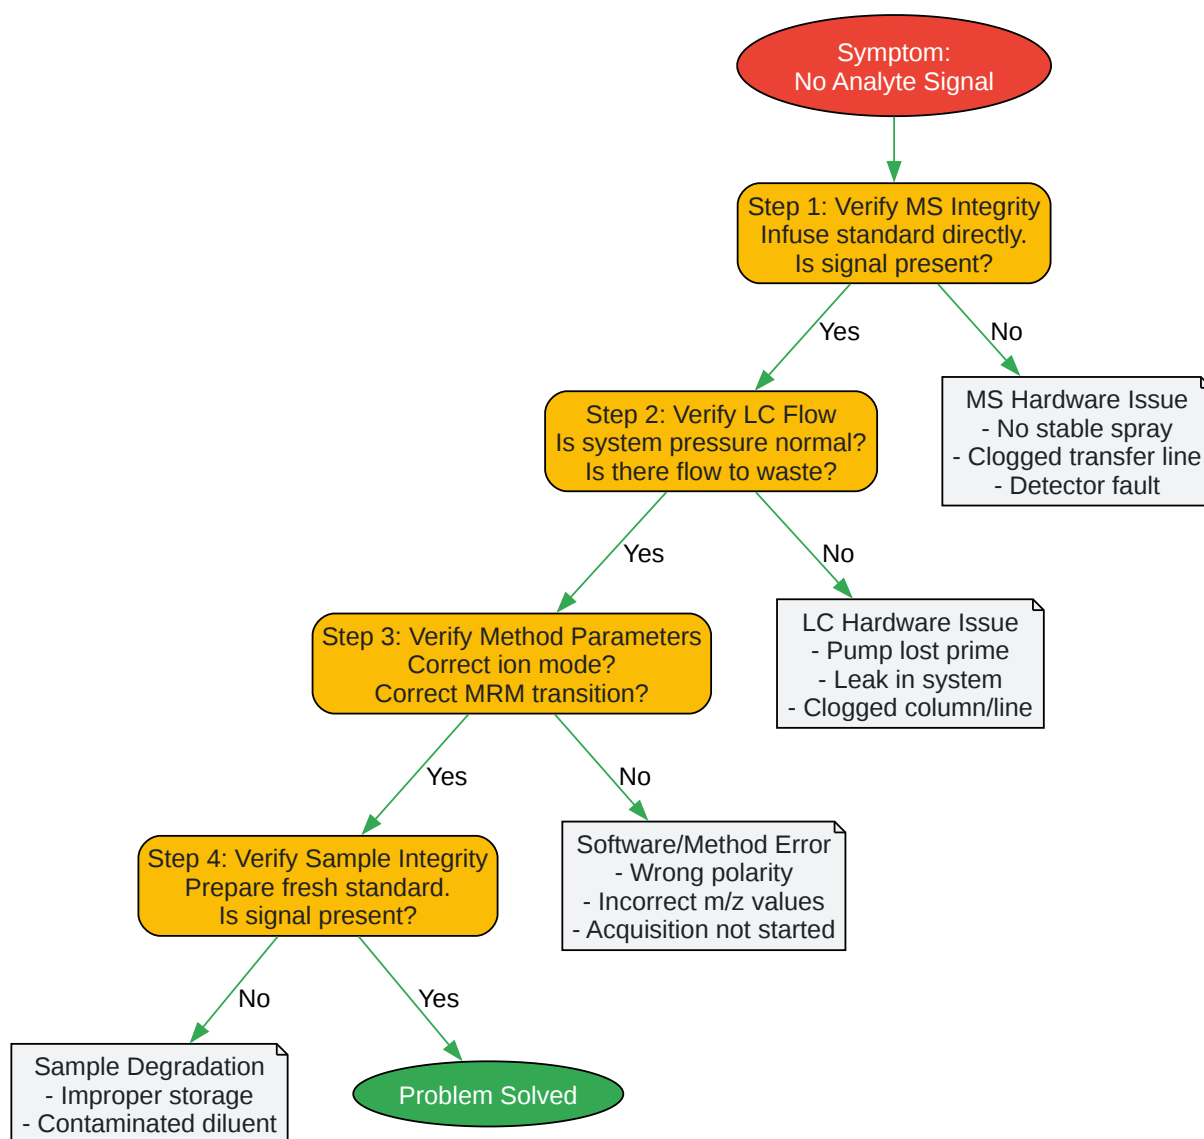 Symptom:
No Analyte Signal
Step 1: Verify MS Integrity
Infuse standard directly.
Is signal present?
Yes
No
Step 2: Verify LC Flow
Is system pressure normal?
Is there flow to waste?
MS Hardware Issue
- No stable spray
- Clogged transfer line
- Detector fault
Yes
No
Step 3: Verify Method Parameters
Correct ion mode?
Correct MRM transition?
LC Hardware Issue
- Pump lost prime
- Leak in system
- Clogged column/line
Yes
No
Step 4: Verify Sample Integrity
Prepare fresh standard.
Is signal present?
Software/Method Error
- Wrong polarity
- Incorrect m/z values
- Acquisition not started
No
Yes
Sample Degradation
- Improper storage
- Contaminated diluent
Problem Solved